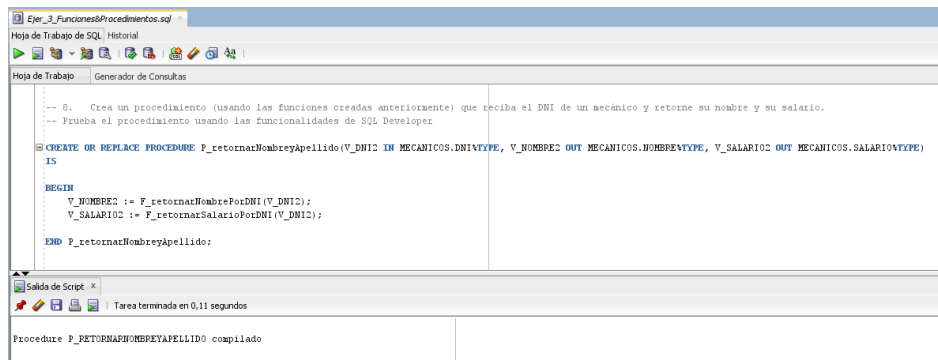 Ejer_3_Funciones&Procedimientos.sql
Hoja de Trabajo de SQL Historial
Hoja de Trabajo Generador de Consultas
-- 8. Crea un procedimiento (usando las funciones creadas anteriormente) que reciba el DNI de un mecánico y retorne su nombre y su salario.
-- Prueba el procedimiento usando las funcionalidades de SQL Developer
CREATE OR REPLACE PROCEDURE P_retornarNombreyApellido(V_DNI2 IN MECANICOS.DNI%TYPE, V_NOMBRE2 OUT MECANICOS.NOMBRE%TYPE, V_SALARIO2 OUT MECANICOS.SALARIO%TYPE)
IS
BEGIN
V_NOMBRE2 := F_retornarNombrePorDNI(V_DNI2);
V_SALARIO2 := F_retornarSalarioPorDNI(V_DNI2);
END P_retornarNombreyApellido;
Salida de Script x
Tarea terminada en 0,11 segundos
Procedure P_RETORNARNOMBREYAPELLIDO compilado